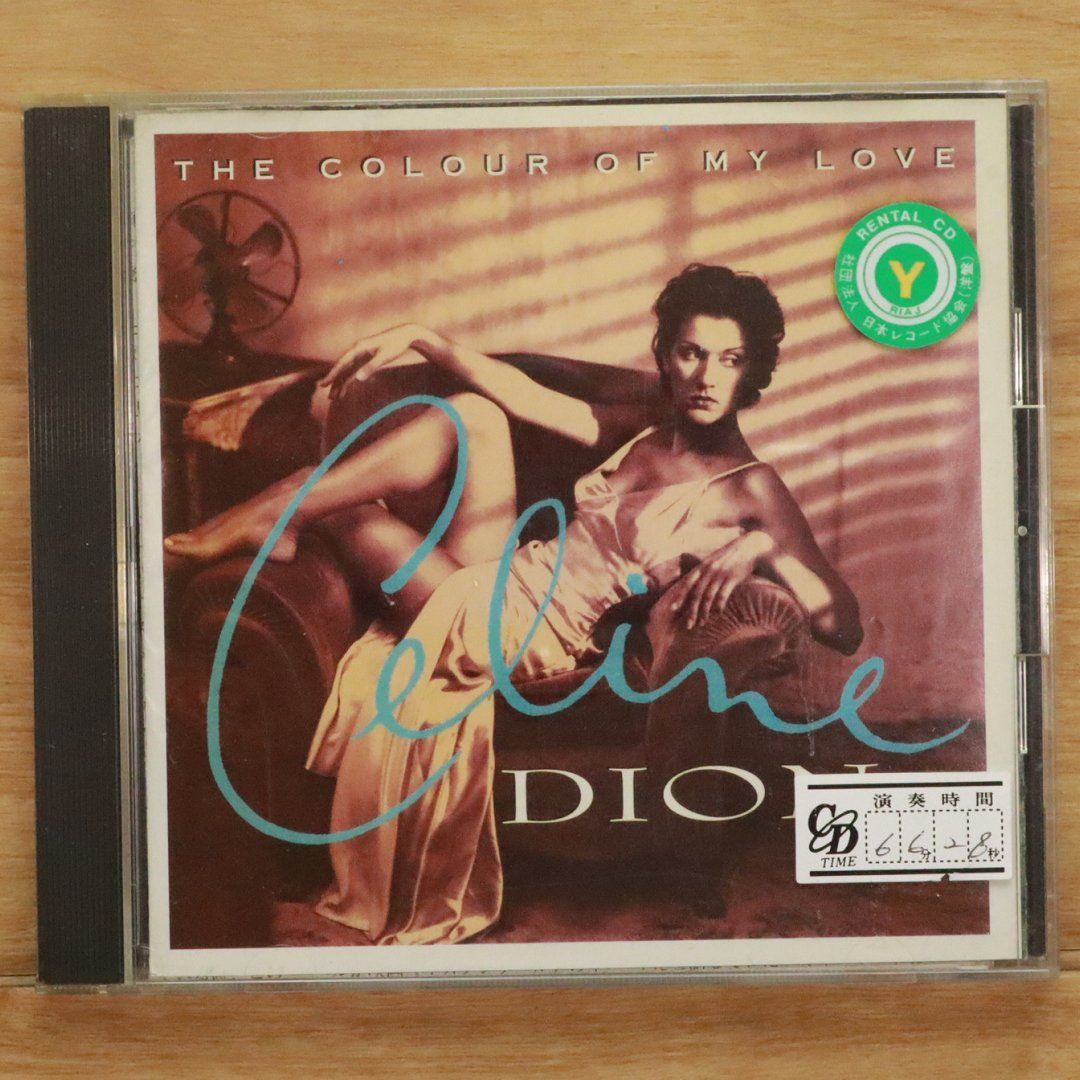 THE COLOUR OF MY LOVE
RENTAL CD
Y
RIAJ
社団法人 日本レコード協会(洋盤)
Celine
DION
演奏時間
CD
TIME
66分28秒